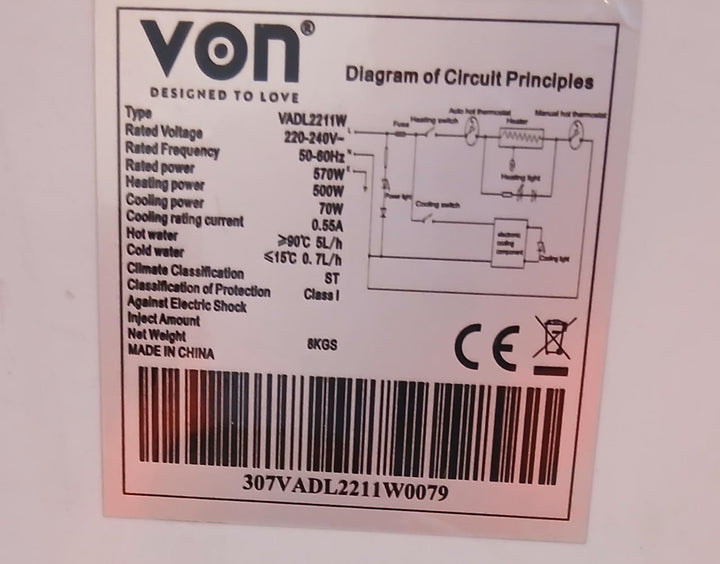 von®
DESIGNED TO LOVE
Diagram of Circuit Principles
Type VADL2211W
Rated Voltage 220-240V~
Rated Frequency 50-60Hz
Rated power 570W
Heating power 500W
Cooling power 70W
Cooling rating current 0.55A
Hot water ≥90℃ 5L/h
Cold water ≤15℃ 0.7L/h
Climate Classification ST
Classification of Protection Class I
Against Electric Shock
Inject Amount
Net Weight 8KGS
MADE IN CHINA
L
N
E
Fuse
Heating switch
Auto hot thermostat
Heater
Manual hot thermostat
Heating light
Power light
Cooling switch
electronic
cooling
component
Cooling light
CE
307VADL2211W0079